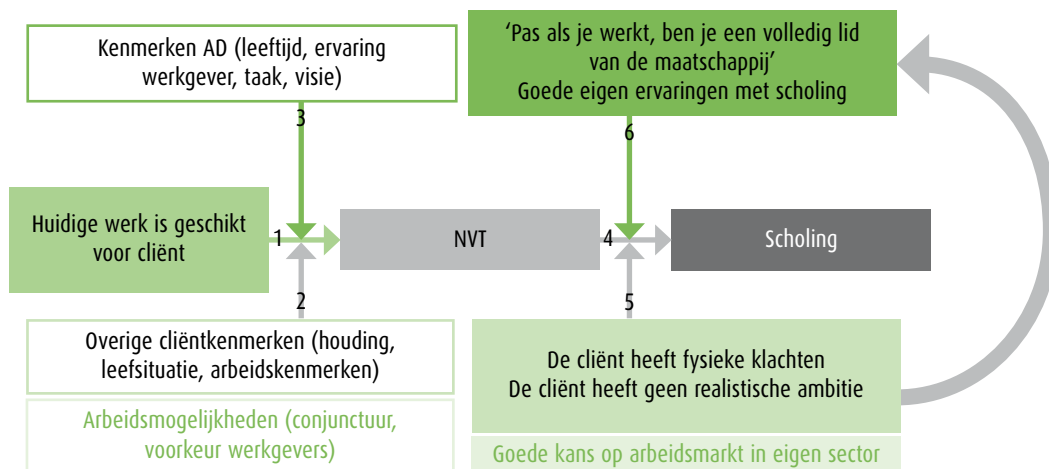 Kenmerken AD (leeftijd, ervaring
werkgever, taak, visie)
'Pas als je werkt, ben je een volledig lid
van de maatschappij'
Goede eigen ervaringen met scholing
3
6
Huidige werk is geschikt
voor cliënt
1
NVT
4
Scholing
2
5
Overige cliëntkenmerken (houding,
leefsituatie, arbeidskenmerken)
Arbeidsmogelijkheden (conjunctuur,
voorkeur werkgevers)
De cliënt heeft fysieke klachten
De cliënt heeft geen realistische ambitie
Goede kans op arbeidsmarkt in eigen sector